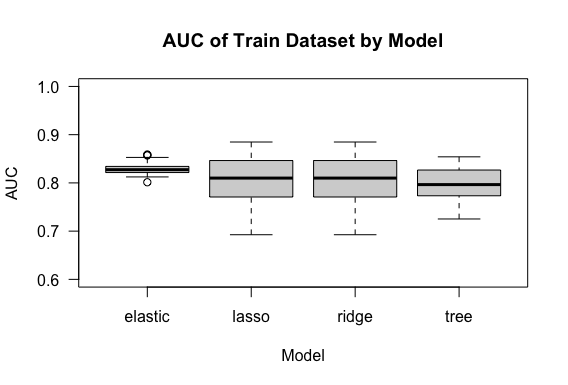 AUC of Train Dataset by Model
AUC
1.0
0.9
0.8
0.7
0.6
elastic lasso ridge tree
Model